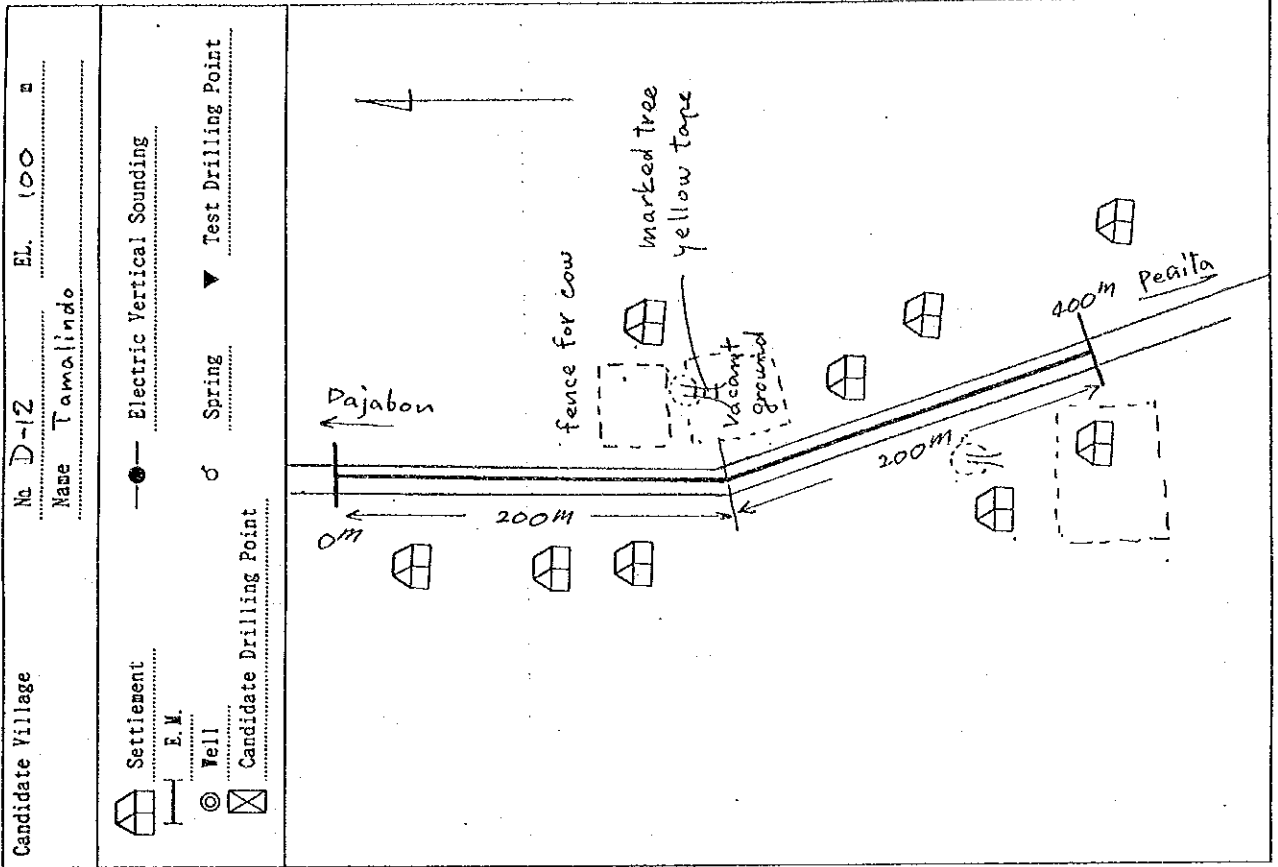 Candidate Village
No D-12
EL. 100 m
Name Tamalindo
Settlement
Electric Vertical Sounding
E.M.
Well
Spring
Test Drilling Point
Candidate Drilling Point
Dajabon
0m
200m
fence for cow
marked tree
yellow tape
vacant
ground
200m
400m
Peñita